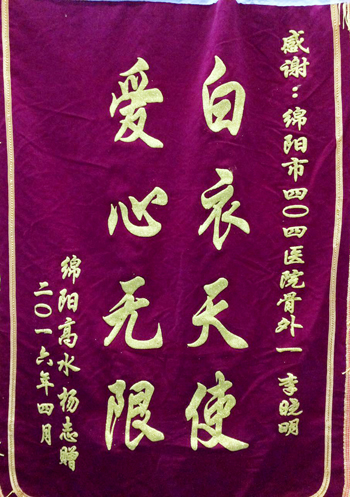 感谢：绵阳市四〇四医院骨外一 李晓明
白衣天使
爱心无限
绵阳高水 杨志赠
二〇一六年四月